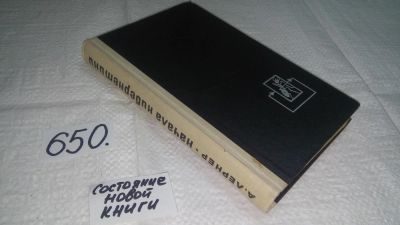 А. ЛЕРНЕР • НАЧАЛА КИБЕРНЕТИКИ
650.
СОСТОЯНИЕ
НОВОЙ
КНИГИ